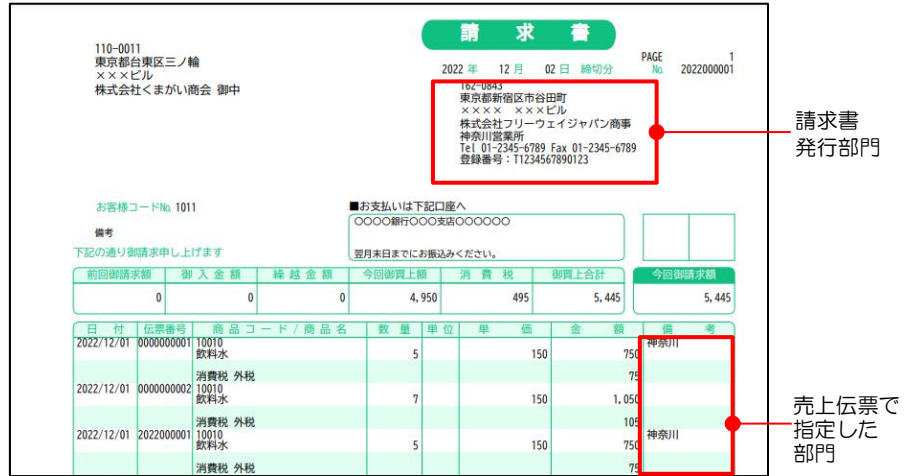 請求書
110-0011
東京都台東区三ノ輪
×××ビル
株式会社くまがい商会 御中
PAGE 1
2022 年 12 月 02 日 締切分 No. 2022000001
162-0843
東京都新宿区市谷田町
×××× ×××ビル
株式会社フリーウェイジャパン商事
神奈川営業所
Tel 01-2345-6789 Fax 01-2345-6789
登録番号：T1234567890123
請求書
発行部門
お客様コードNo. 1011
■お支払いは下記口座へ
○○○○銀行○○○支店○○○○○○
備考
下記の通り御請求申し上げます
翌月末日までにお振込みください。
前回御請求額 御入金額 繰越金額 今回御買上額 消費税 御買上合計 今回御請求額
0 0 0 4,950 495 5,445 5,445
日付 伝票番号 商品コード/商品名 数量 単位 単価 金額 備考
2022/12/01 0000000001 10010 神奈川
飲料水 5 150 750
消費税 外税 75
2022/12/01 0000000002 10010
飲料水 7 150 1,050
消費税 外税 105
2022/12/01 2022000001 10010 神奈川
飲料水 5 150 750
消費税 外税 75
売上伝票で
指定した
部門